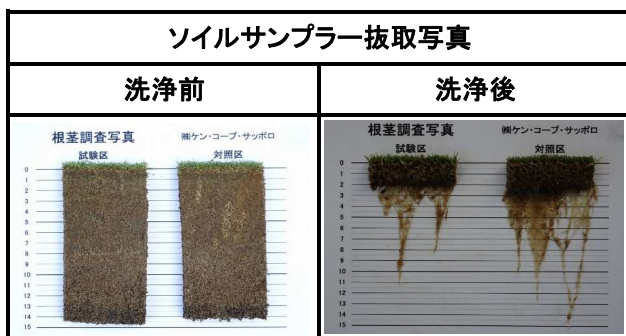 ソイルサンプラー抜取写真
洗浄前
洗浄後
根茎調査写真
㈱ケン・コープ・サッポロ
試験区
対照区
0
1
2
3
4
5
6
7
8
9
10
11
12
13
14
15
根茎調査写真
㈱ケン・コープ・サッポロ
試験区
対照区
0
1
2
3
4
5
6
7
8
9
10
11
12
13
14
15